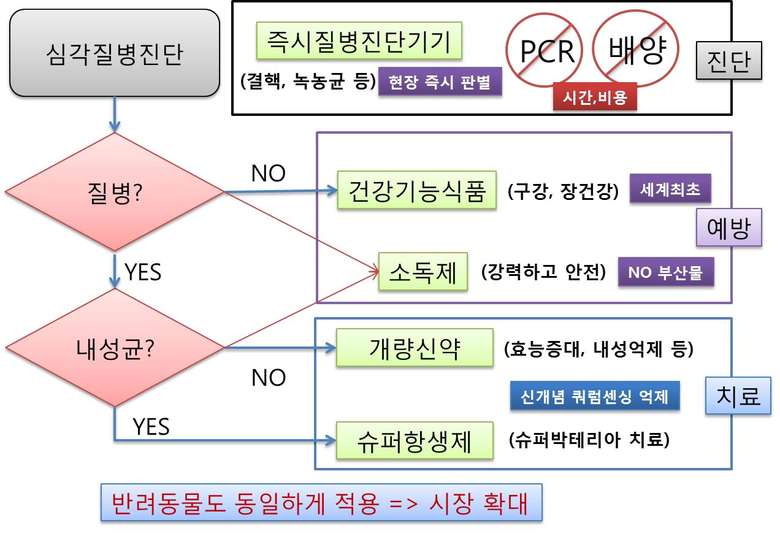 심각질병진단
즉시질병진단기기
PCR
배양
진단
(결핵, 녹농균 등)
현장 즉시 판별
시간,비용
질병?
NO
건강기능식품
(구강, 장건강)
세계최초
예방
YES
소독제
(강력하고 안전)
NO 부산물
내성균?
개량신약
(효능증대, 내성억제 등)
NO
신개념 쿼럼센싱 억제
치료
YES
슈퍼항생제
(슈퍼박테리아 치료)
반려동물도 동일하게 적용 => 시장 확대